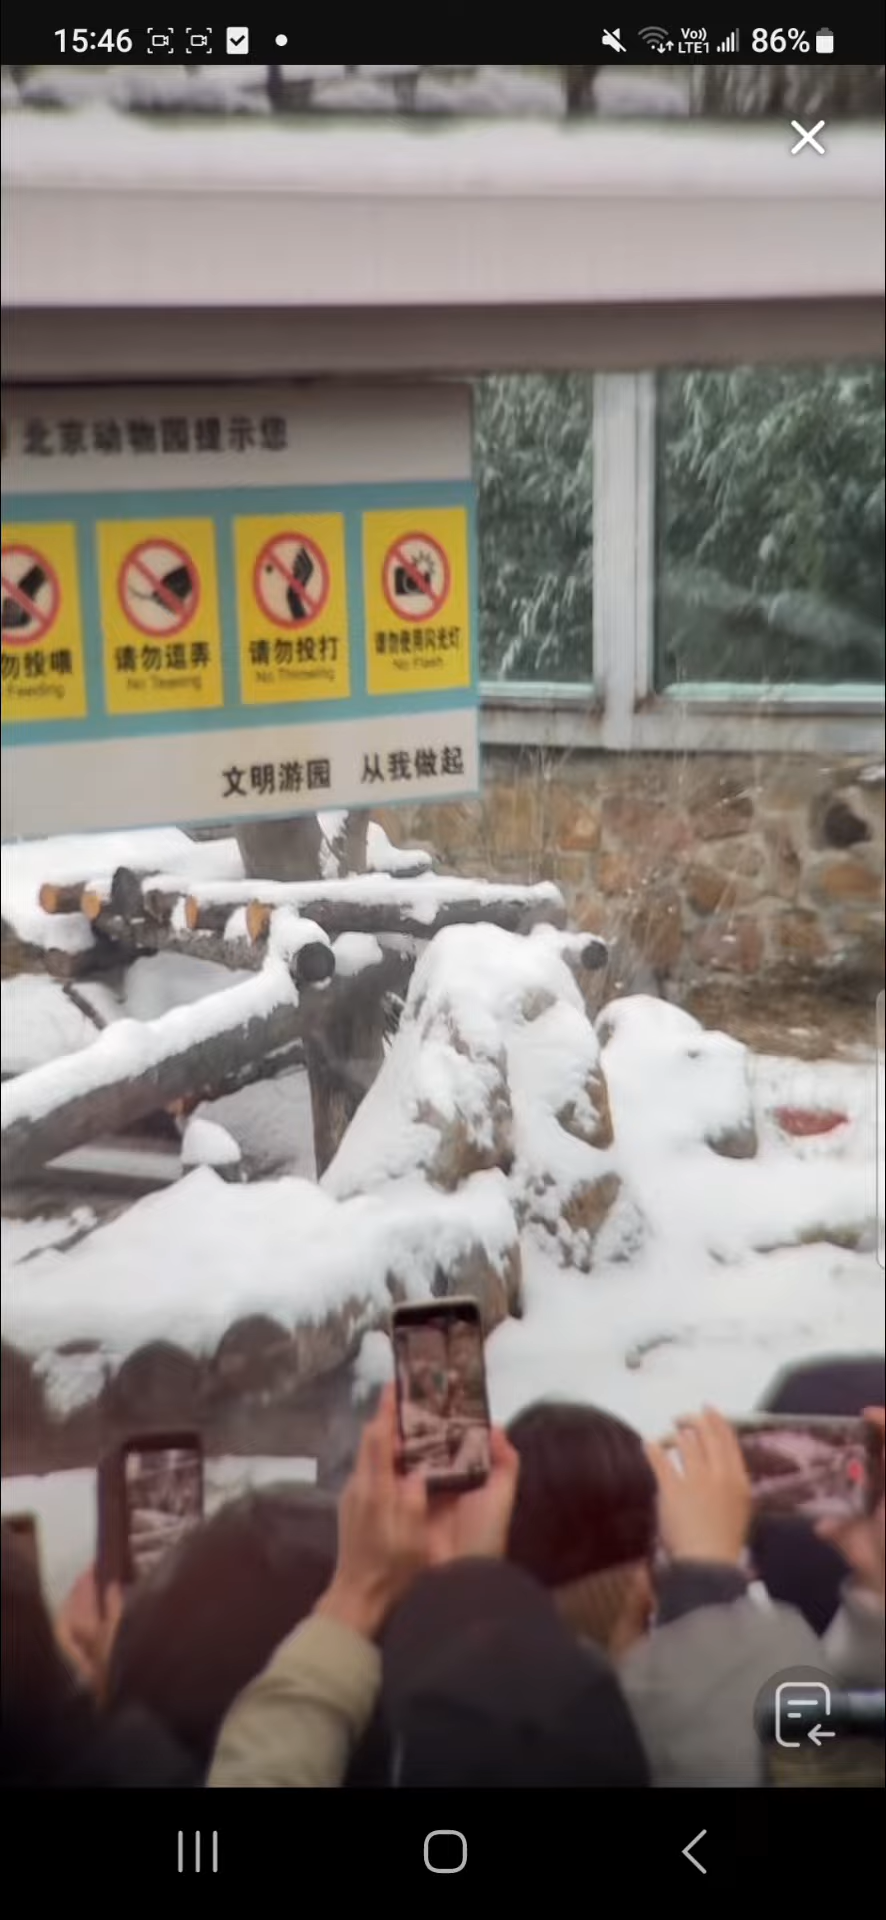 15:46
Vo))
LTE1
86%
北京动物园提示您
勿投喂
Feeding
请勿逗弄
No Teasing
请勿投打
No Throwing
请勿使用闪光灯
No Flash
文明游园 从我做起